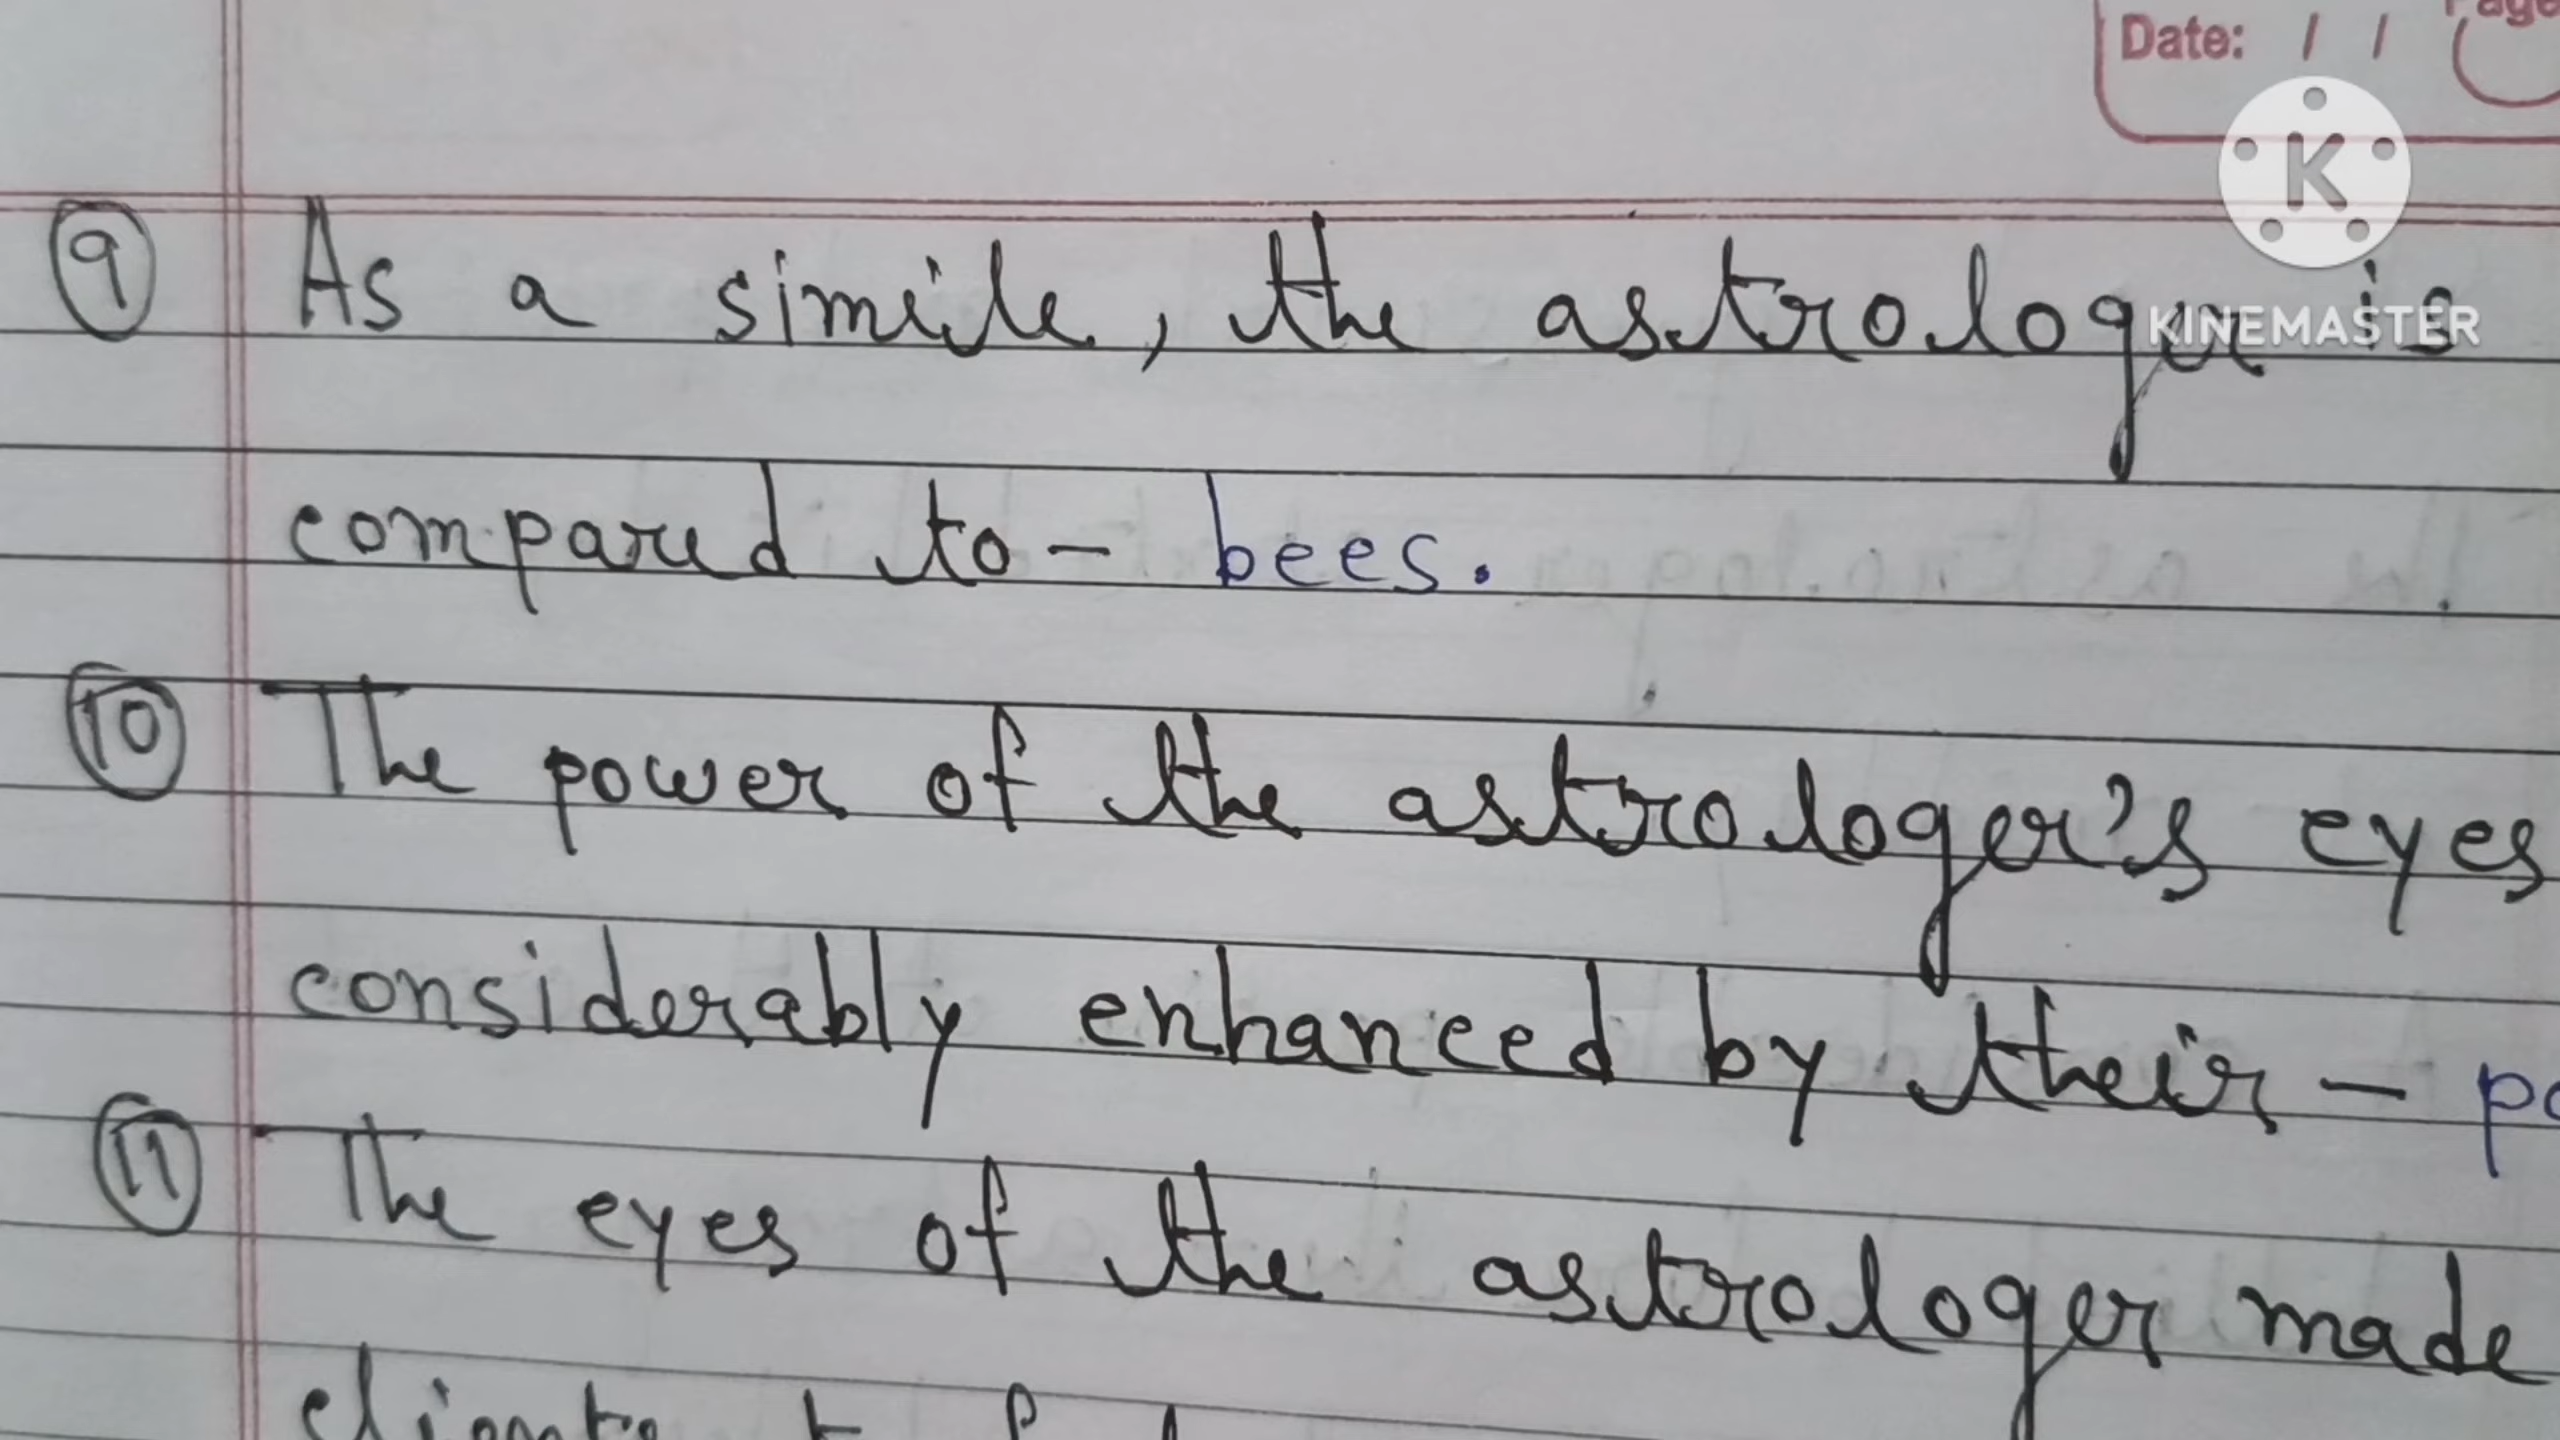 Date: / /
Page
K
KINEMASTER
9 As a simile, the astrologer is
compared to - bees.
10 The power of the astrologer's eyes
considerably enhanced by their -
11 The eyes of the astrologer made